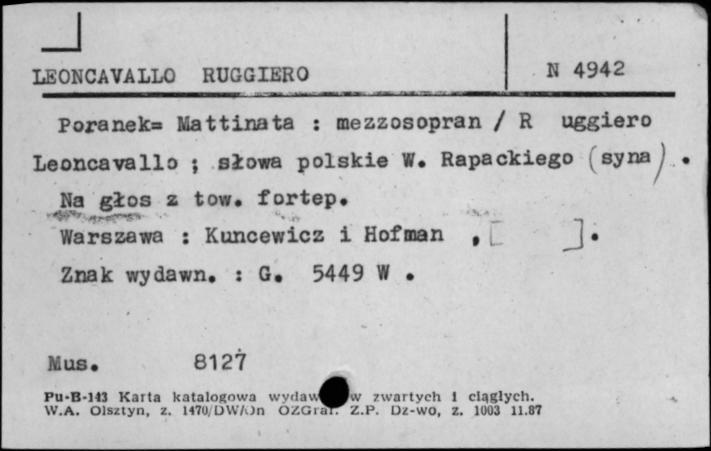 LEONCAVALLO RUGGIERO N 4942
Poranek= Mattinata : mezzosopran / R uggiero
Leoncavallo ; słowa polskie W. Rapackiego (syna) .
Na głos z tow. fortep.
Warszawa : Kuncewicz i Hofman , [ ].
Znak wydawn. : G. 5449 W .
Mus. 8127
Pu-B-143 Karta katalogowa wydaw w zwartych i ciągłych.
W.A. Olsztyn, z. 1470/DW/On OZGraf. Z.P. Dz-wo, z. 1003 11.87